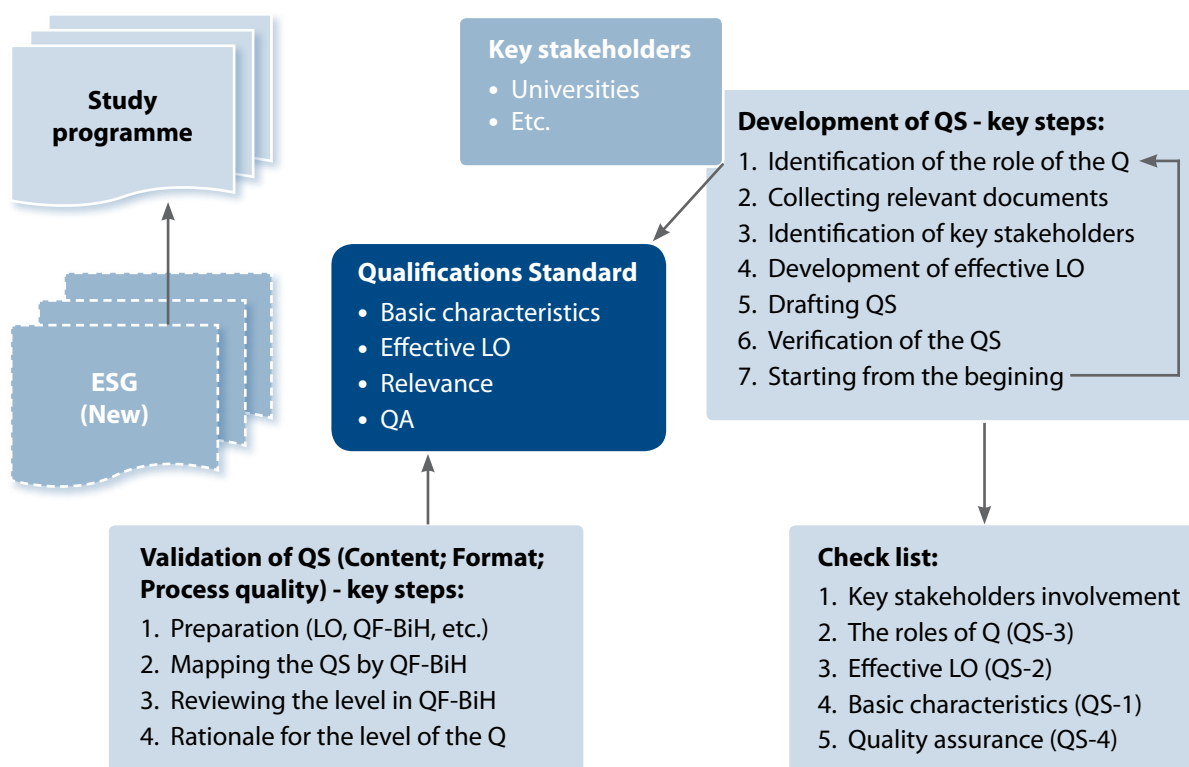 Study
programme
ESG
(New)
Key stakeholders
• Universities
• Etc.
Qualifications Standard
• Basic characteristics
• Effective LO
• Relevance
• QA
Development of QS - key steps:
1. Identification of the role of the Q
2. Collecting relevant documents
3. Identification of key stakeholders
4. Development of effective LO
5. Drafting QS
6. Verification of the QS
7. Starting from the begining
Validation of QS (Content; Format;
Process quality) - key steps:
1. Preparation (LO, QF-BiH, etc.)
2. Mapping the QS by QF-BiH
3. Reviewing the level in QF-BiH
4. Rationale for the level of the Q
Check list:
1. Key stakeholders involvement
2. The roles of Q (QS-3)
3. Effective LO (QS-2)
4. Basic characteristics (QS-1)
5. Quality assurance (QS-4)